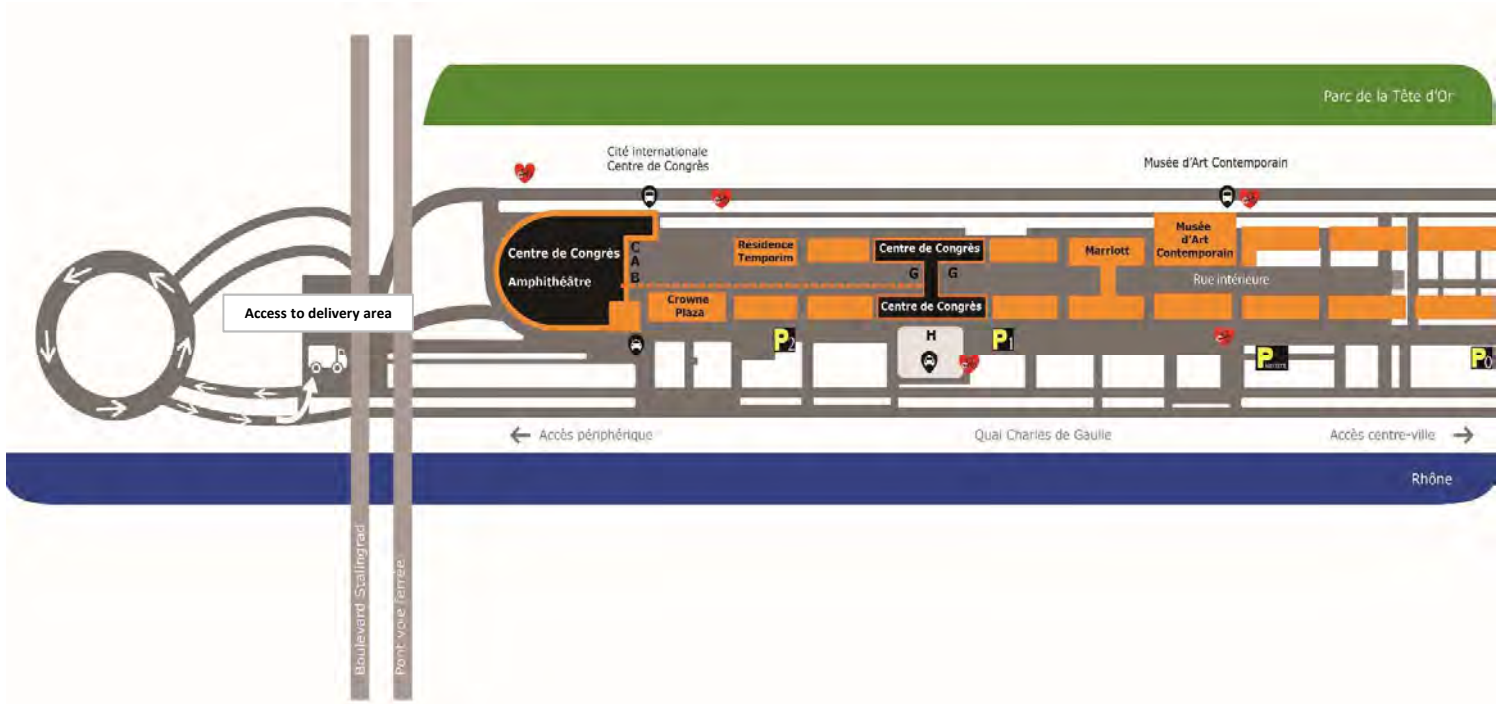 Parc de la Tête d'Or
Cité internationale
Centre de Congrès
Musée d'Art Contemporain
Centre de Congrès
Amphithéâtre
C
A
B
Résidence
Temporim
Centre de Congrès
G
G
Marriott
Musée
d'Art
Contemporain
Rue intérieure
Access to delivery area
Crowne
Plaza
Centre de Congrès
P2
H
P1
P
P0
Accès périphérique
Quai Charles de Gaulle
Accès centre-ville
Rhône
Boulevard Stalingrad
Pont voie ferrée